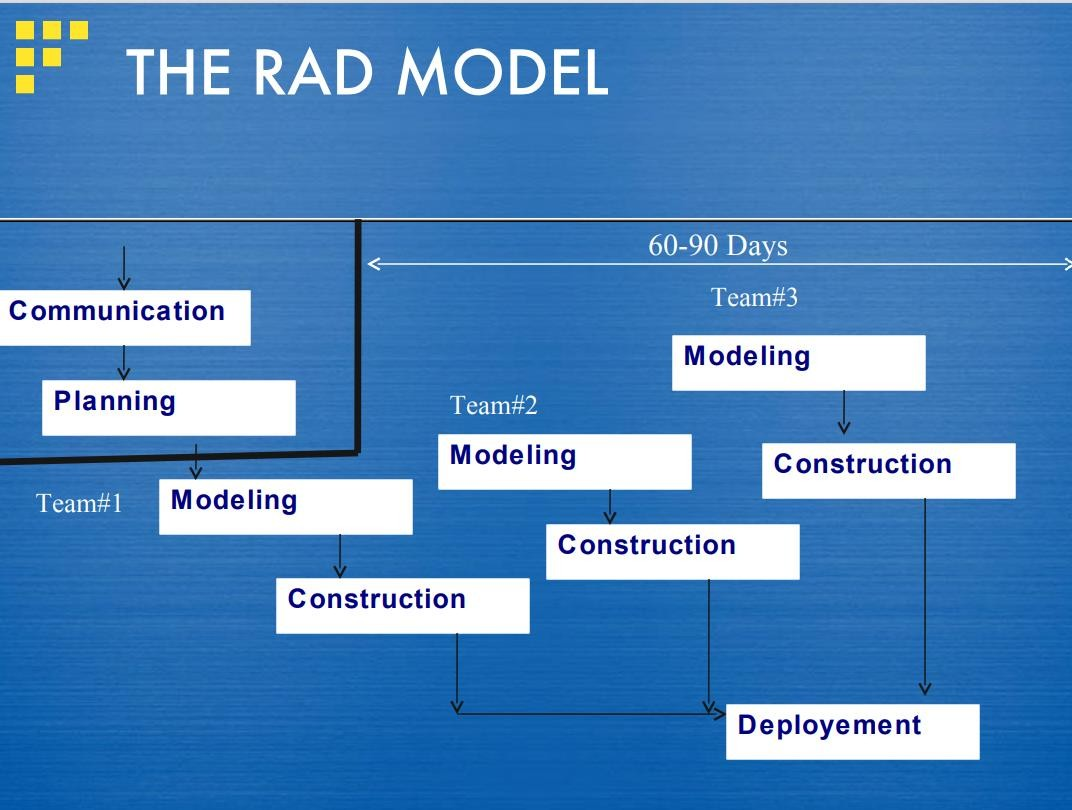 THE RAD MODEL
60-90 Days
Team#3
Communication
Modeling
Planning
Team#2
Modeling
Construction
Team#1
Modeling
Construction
Construction
Deployement